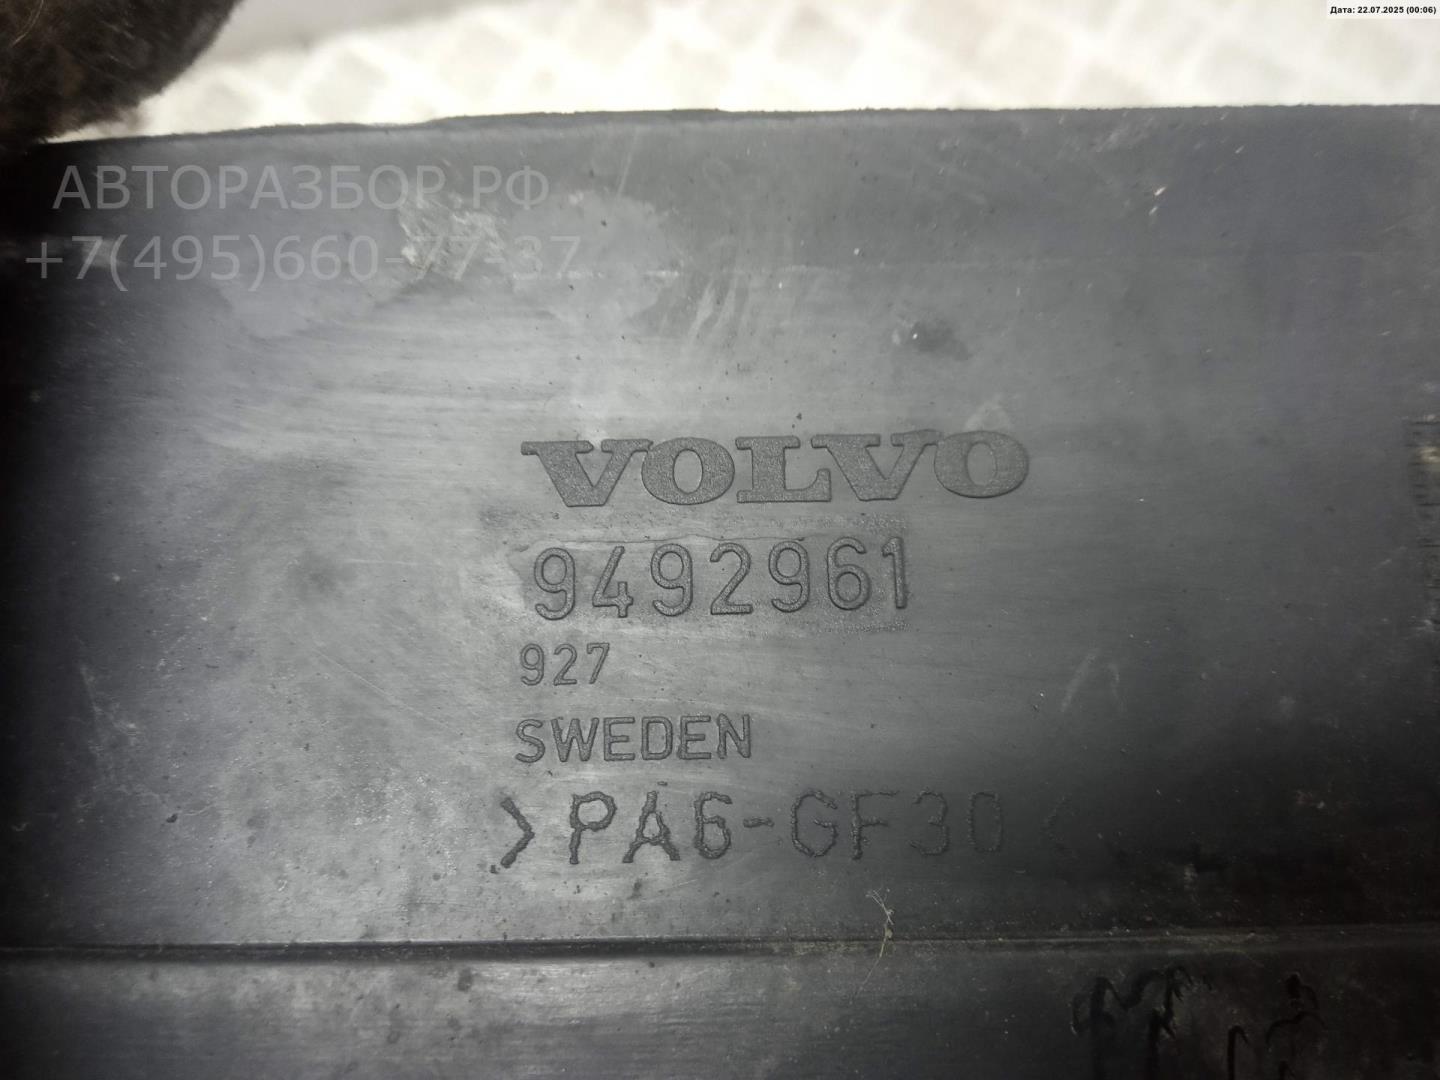 Дата: 22.07.2025 (00:06)
АВТОРАЗБОР.РФ
+7(495)660-77-37
VOLVO
9492961
927
SWEDEN
>PA6-GF30<